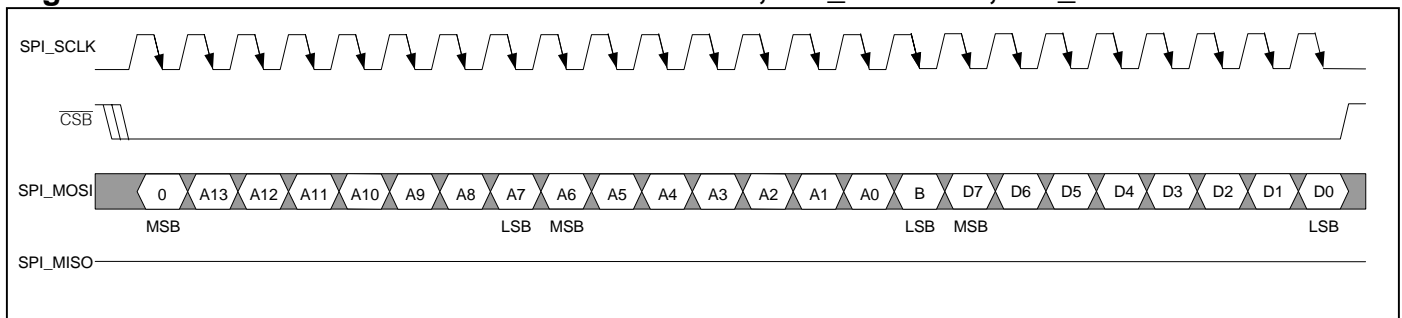 SPI_SCLK
CSB
SPI_MOSI 0 A13 A12 A11 A10 A9 A8 A7 A6 A5 A4 A3 A2 A1 A0 B D7 D6 D5 D4 D3 D2 D1 D0
MSB LSB MSB LSB MSB LSB
SPI_MISO